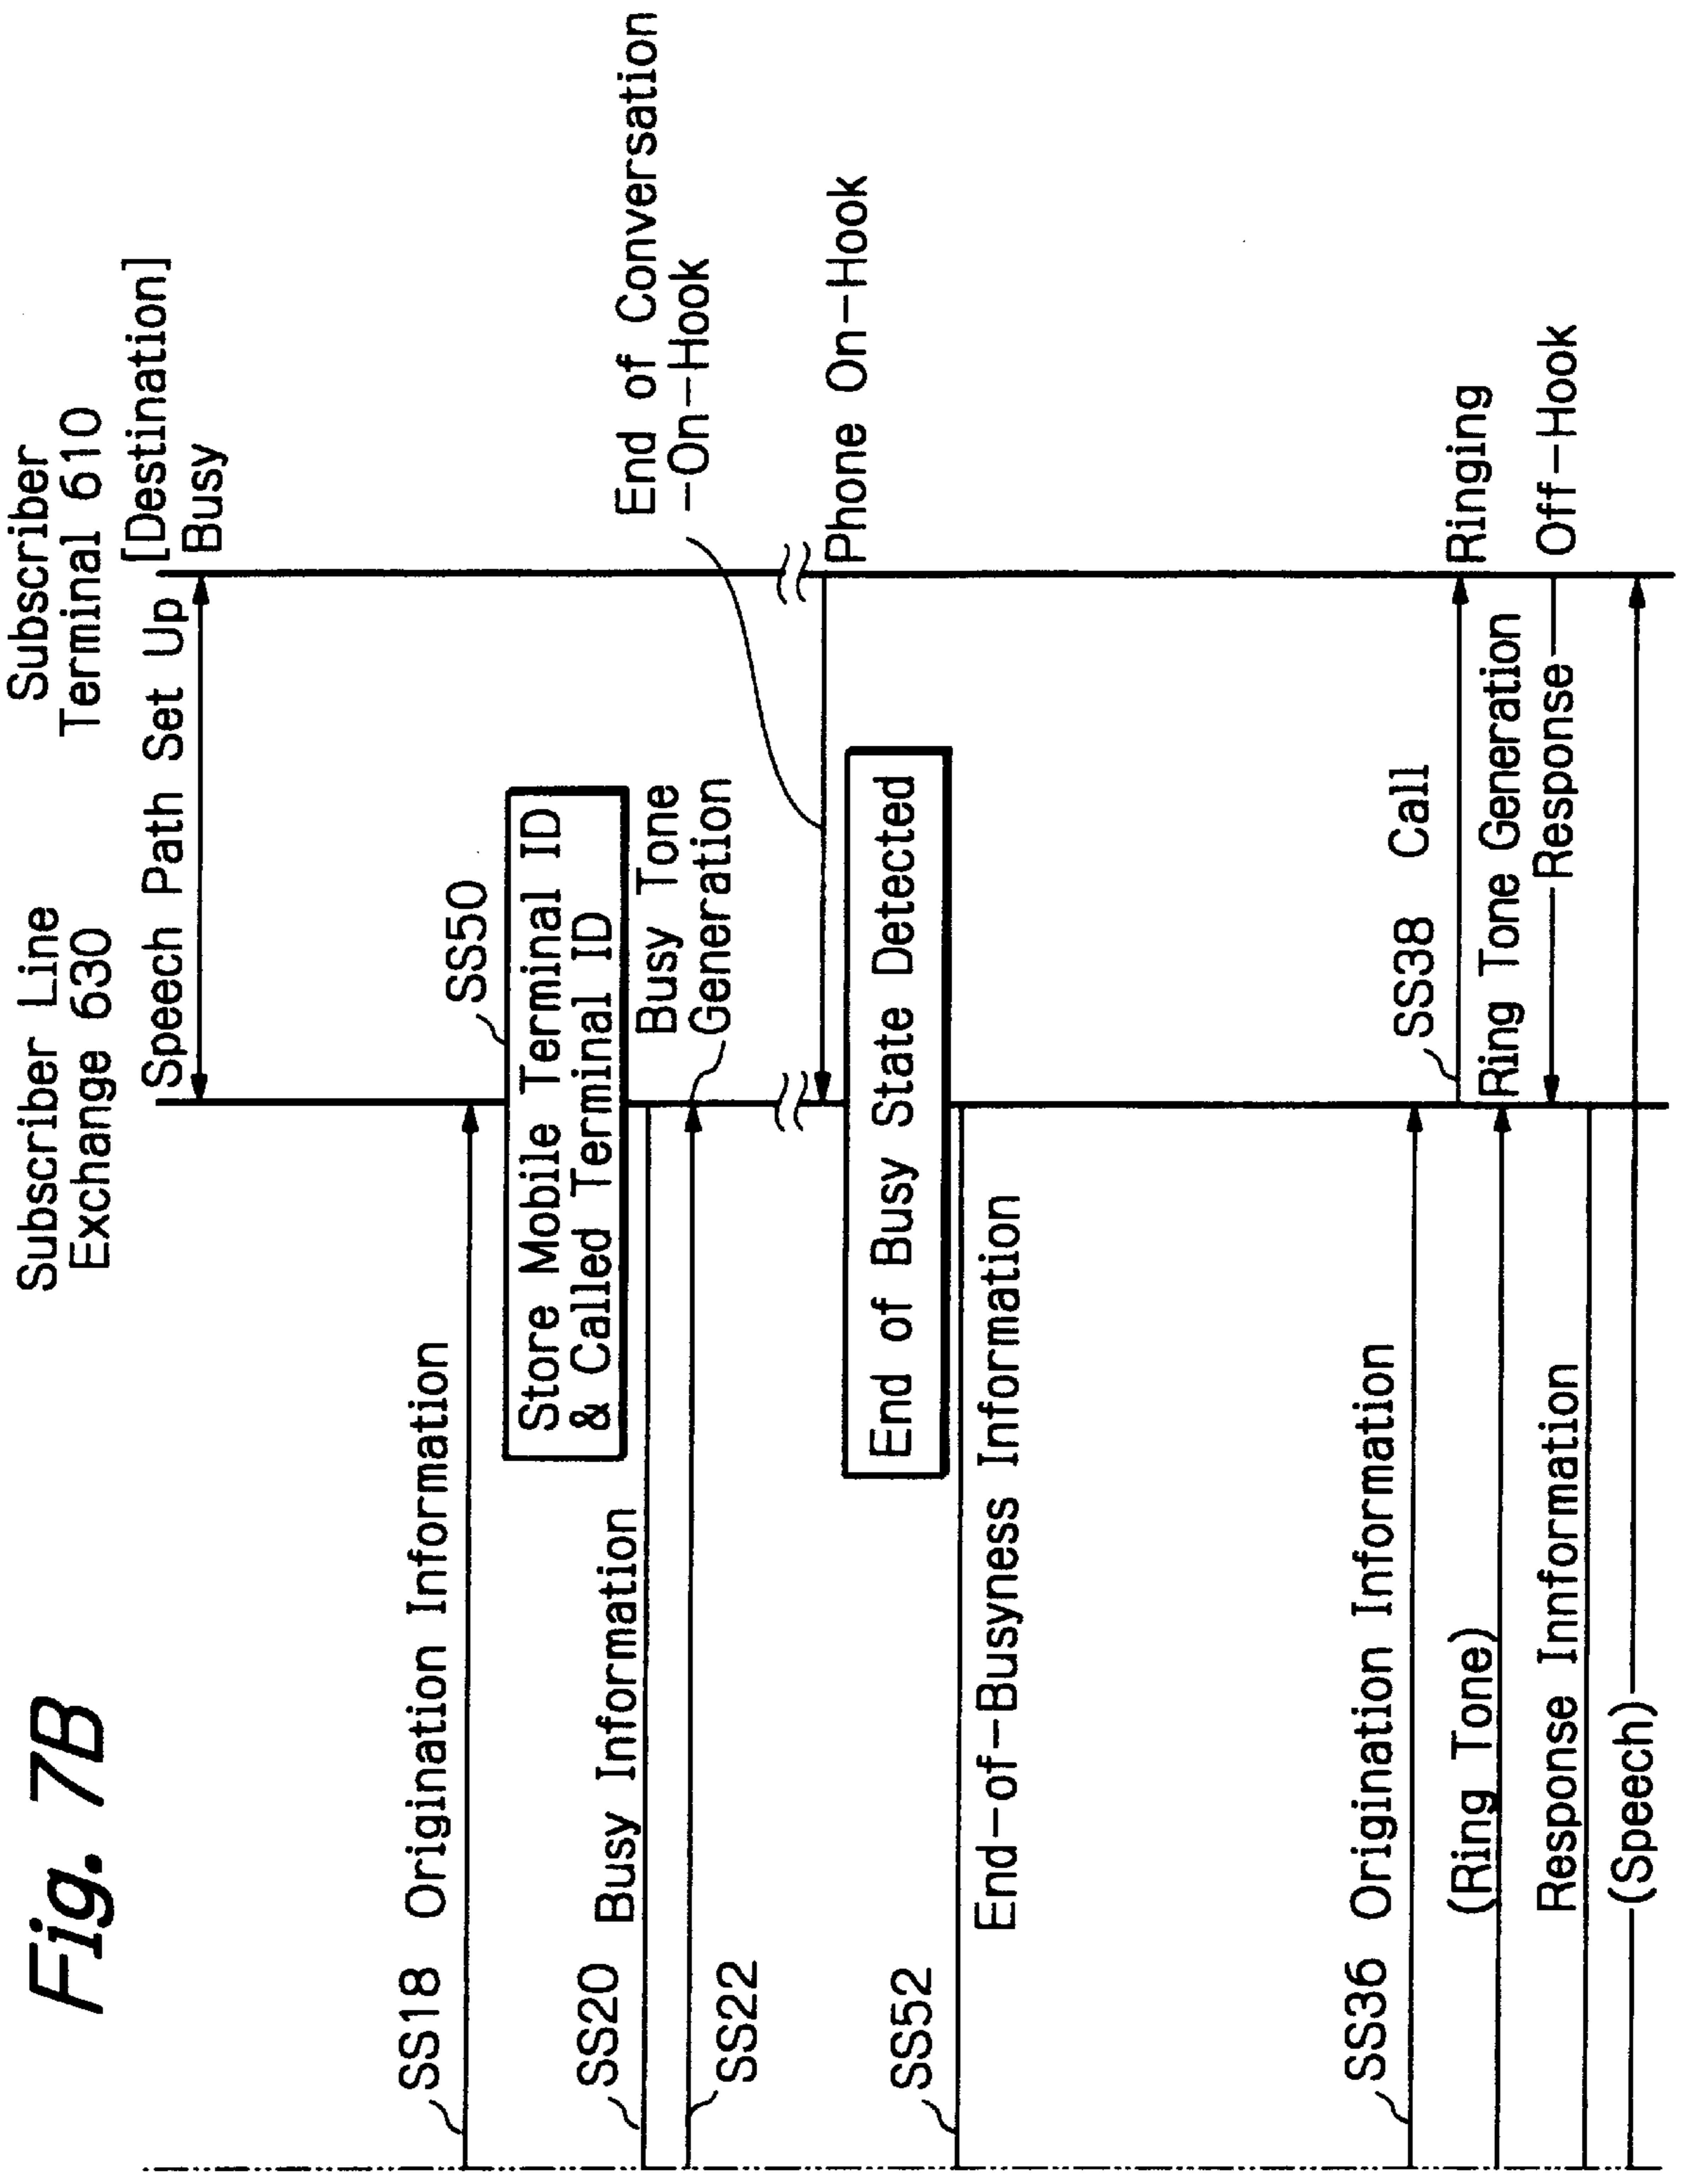 Fig. 7B
Subscriber Line
Exchange 630
Subscriber
Terminal 610
[Destination]
Speech Path Set Up
Busy
SS18 Origination Information
SS50
Store Mobile Terminal ID
& Called Terminal ID
SS20 Busy Information
Busy Tone
Generation
SS22
End of Conversation
--On-Hook
Phone On-Hook
End of Busy State Detected
SS52
End-of-Busyness Information
SS36 Origination Information
SS38 Call
Ringing
(Ring Tone)
Ring Tone Generation
Response
Off-Hook
Response Innformation
(Speech)